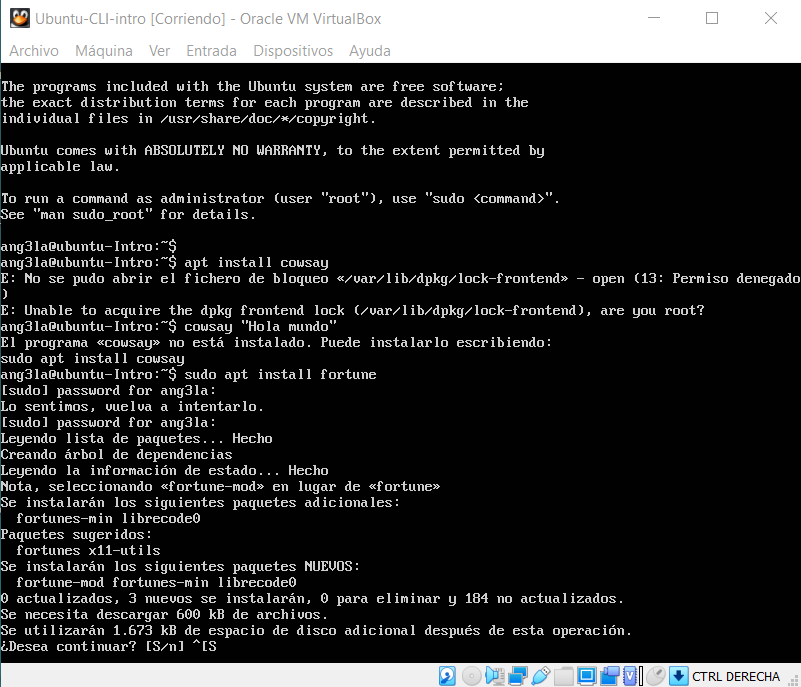 Ubuntu-CLI-intro [Corriendo] - Oracle VM VirtualBox
Archivo Máquina Ver Entrada Dispositivos Ayuda
The programs included with the Ubuntu system are free software;
the exact distribution terms for each program are described in the
individual files in /usr/share/doc/*/copyright.
Ubuntu comes with ABSOLUTELY NO WARRANTY, to the extent permitted by
applicable law.
To run a command as administrator (user "root"), use "sudo <command>".
See "man sudo_root" for details.
ang3la@ubuntu-Intro:~$
ang3la@ubuntu-Intro:~$ apt install cowsay
E: No se pudo abrir el fichero de bloqueo «/var/lib/dpkg/lock-frontend» - open (13: Permiso denegado
)
E: Unable to acquire the dpkg frontend lock (/var/lib/dpkg/lock-frontend), are you root?
ang3la@ubuntu-Intro:~$ cowsay "Hola mundo"
El programa «cowsay» no está instalado. Puede instalarlo escribiendo:
sudo apt install cowsay
ang3la@ubuntu-Intro:~$ sudo apt install fortune
[sudo] password for ang3la:
Lo sentimos, vuelva a intentarlo.
[sudo] password for ang3la:
Leyendo lista de paquetes... Hecho
Creando árbol de dependencias
Leyendo la información de estado... Hecho
Nota, seleccionando «fortune-mod» en lugar de «fortune»
Se instalarán los siguientes paquetes adicionales:
fortunes-min librecode0
Paquetes sugeridos:
fortunes x11-utils
Se instalarán los siguientes paquetes NUEVOS:
fortune-mod fortunes-min librecode0
0 actualizados, 3 nuevos se instalarán, 0 para eliminar y 184 no actualizados.
Se necesita descargar 600 kB de archivos.
Se utilizarán 1.673 kB de espacio de disco adicional después de esta operación.
¿Desea continuar? [S/n] ^[S
CTRL DERECHA